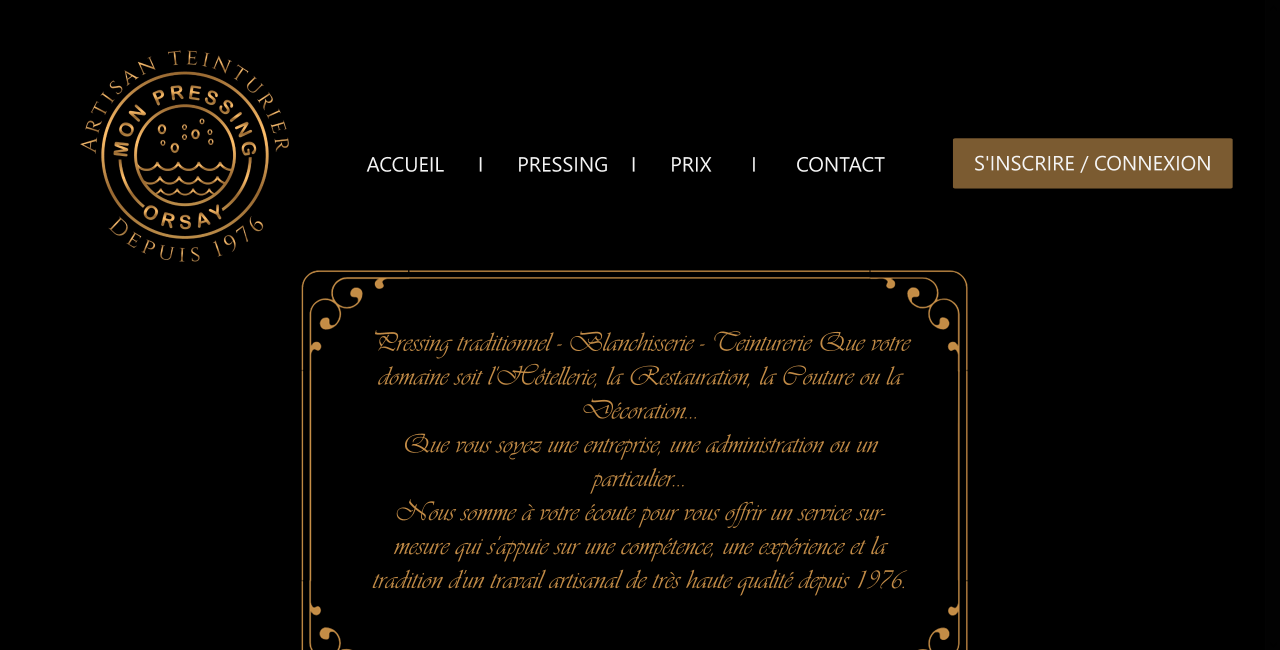 ARTISAN TEINTURIER
MON PRESSING
ORSAY
DEPUIS 1976
ACCUEIL I PRESSING I PRIX I CONTACT
S'INSCRIRE / CONNEXION
Pressing traditionnel - Blanchisserie - Teinturerie Que votre
domaine soit l'Hôtellerie, la Restauration, la Couture ou la
Décoration...
Que vous soyez une entreprise, une administration ou un
particulier...
Nous somme à votre écoute pour vous offrir un service sur-
mesure qui s'appuie sur une compétence, une expérience et la
tradition d'un travail artisanal de très haute qualité depuis 1976.